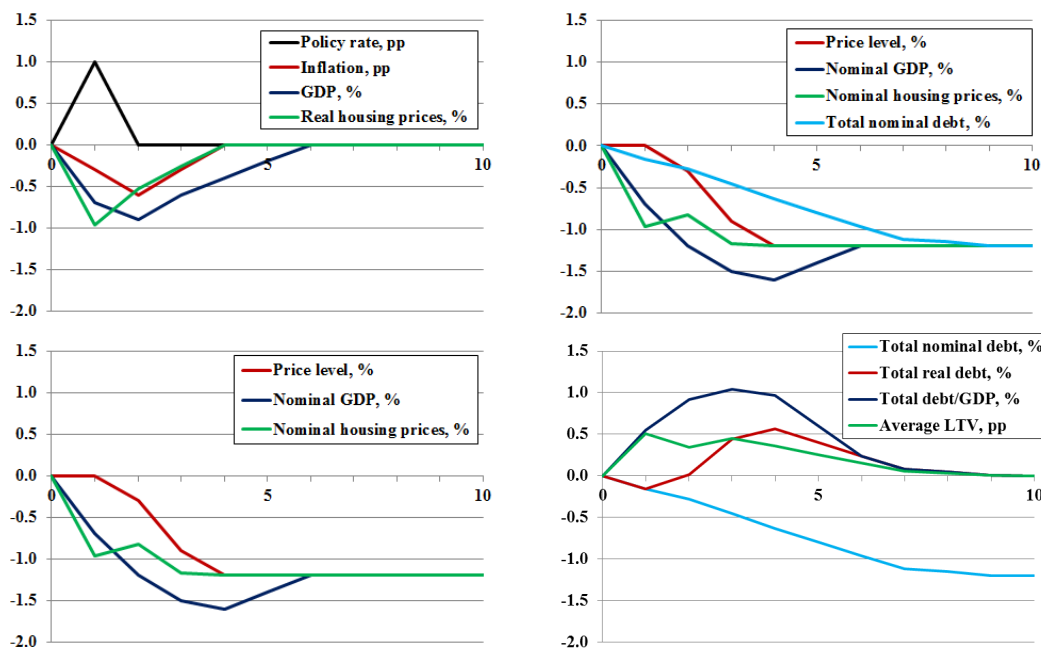 1.5
1.0
0.5
0.0
-0.5
-1.0
-1.5
-2.0
0
5
10
Policy rate, pp
Inflation, pp
GDP, %
Real housing prices, %
1.5
1.0
0.5
0.0
-0.5
-1.0
-1.5
-2.0
0
5
10
Price level, %
Nominal GDP, %
Nominal housing prices, %
Total nominal debt, %
1.5
1.0
0.5
0.0
-0.5
-1.0
-1.5
-2.0
0
5
10
Price level, %
Nominal GDP, %
Nominal housing prices, %
1.5
1.0
0.5
0.0
-0.5
-1.0
-1.5
-2.0
0
5
10
Total nominal debt, %
Total real debt, %
Total debt/GDP, %
Average LTV, pp